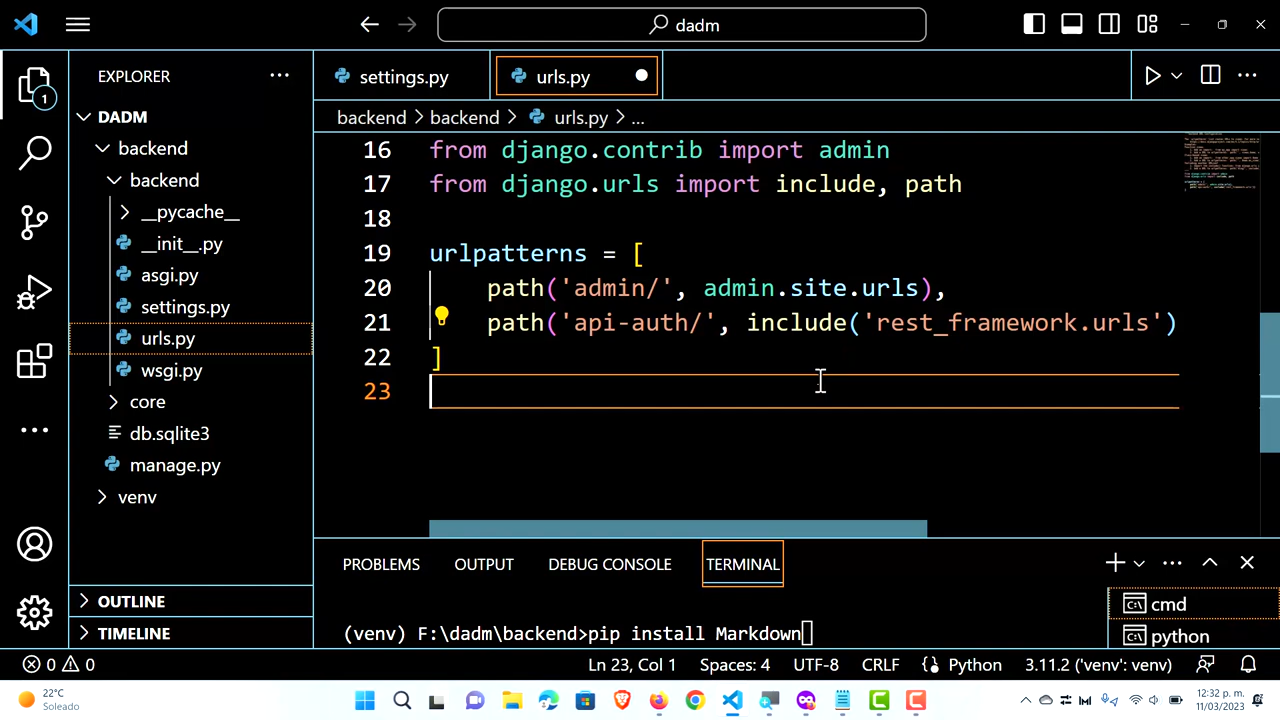 dadm
EXPLORER
DADM
backend
backend
__pycache__
__init__.py
asgi.py
settings.py
urls.py
wsgi.py
core
db.sqlite3
manage.py
venv
OUTLINE
TIMELINE
1
settings.py
urls.py
backend > backend > urls.py > ...
16 from django.contrib import admin
17 from django.urls import include, path
18
19 urlpatterns = [
20 path('admin/', admin.site.urls),
21 path('api-auth/', include('rest_framework.urls')
22 ]
23
PROBLEMS OUTPUT DEBUG CONSOLE TERMINAL
(venv) F:\dadm\backend>pip install Markdown
cmd
python
0 0
Ln 23, Col 1 Spaces: 4 UTF-8 CRLF Python 3.11.2 ('venv': venv)
22°C
Soleado
12:32 p. m.
11/03/2023